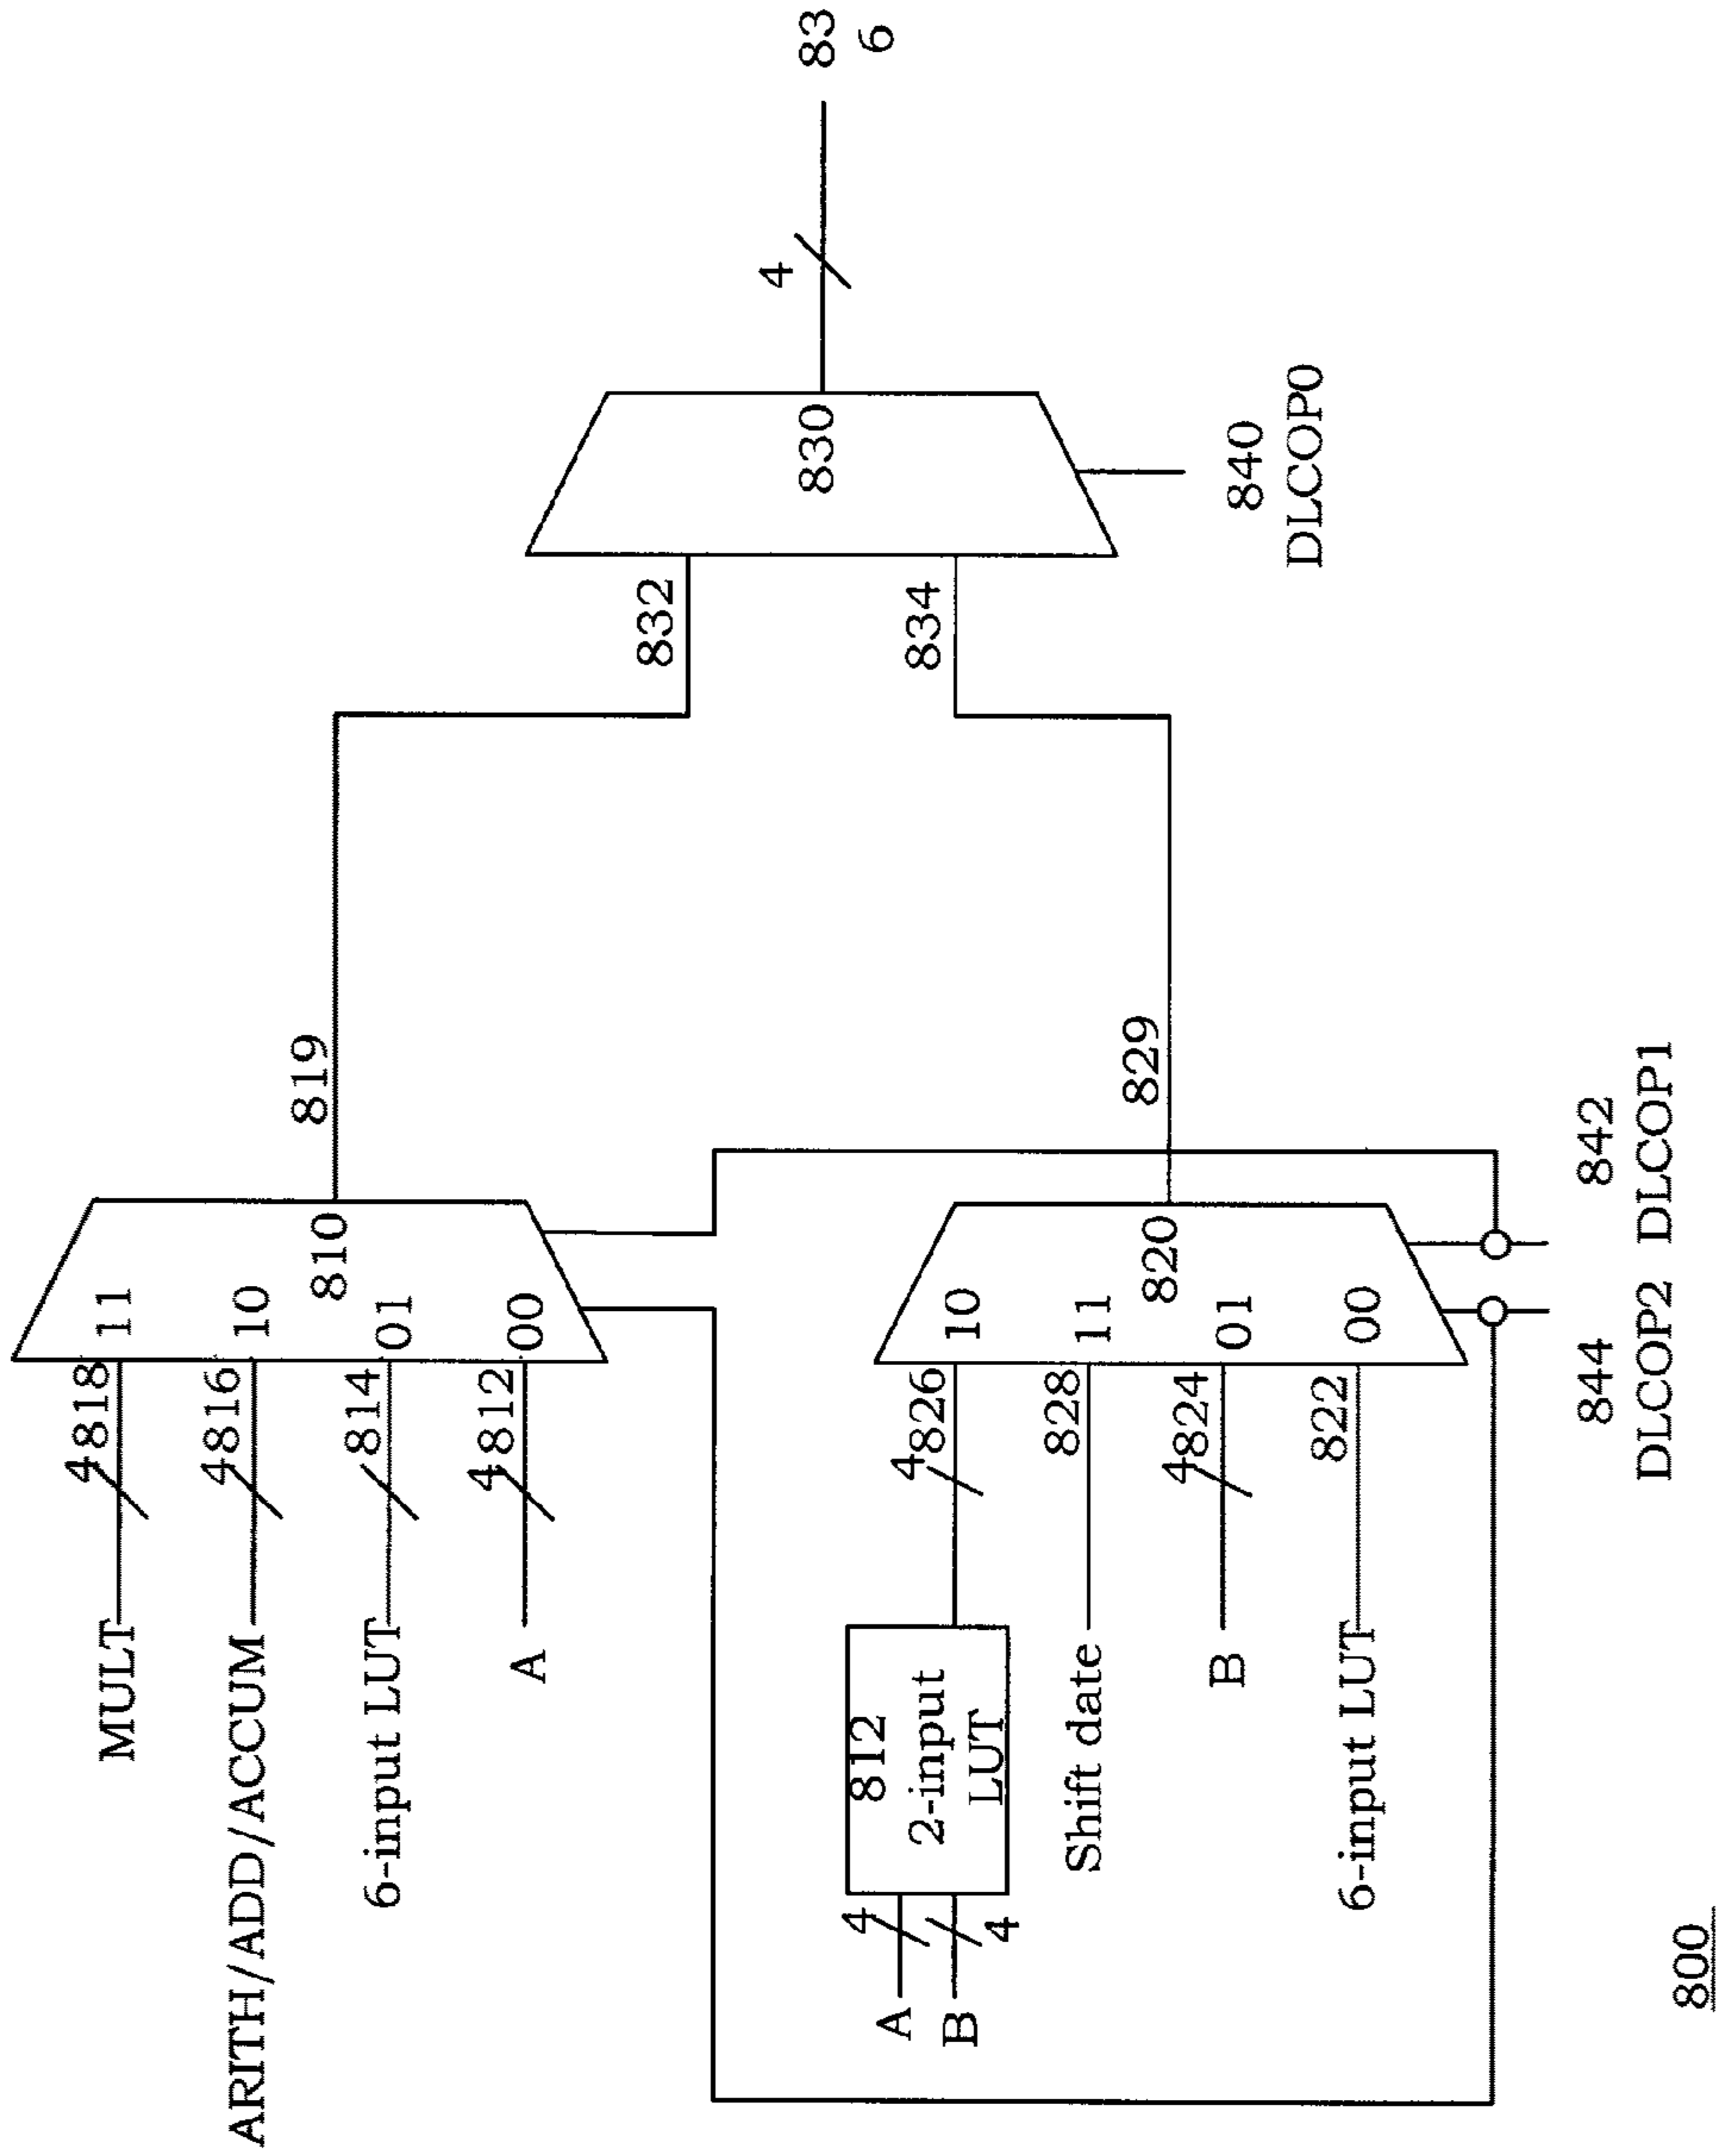 11
4 818
MULT
10
4 816
ARITH/ADD/ACCUM
810
01
814
6-input LUT
00
4 812
A
819
832
834
830
4
83
6
840
DLCOP0
10
4 826
812
2-input
LUT
4
A
4
B
11
828
Shift date
820
01
4 824
B
00
822
6-input LUT
829
842
DLCOP1
844
DLCOP2
800